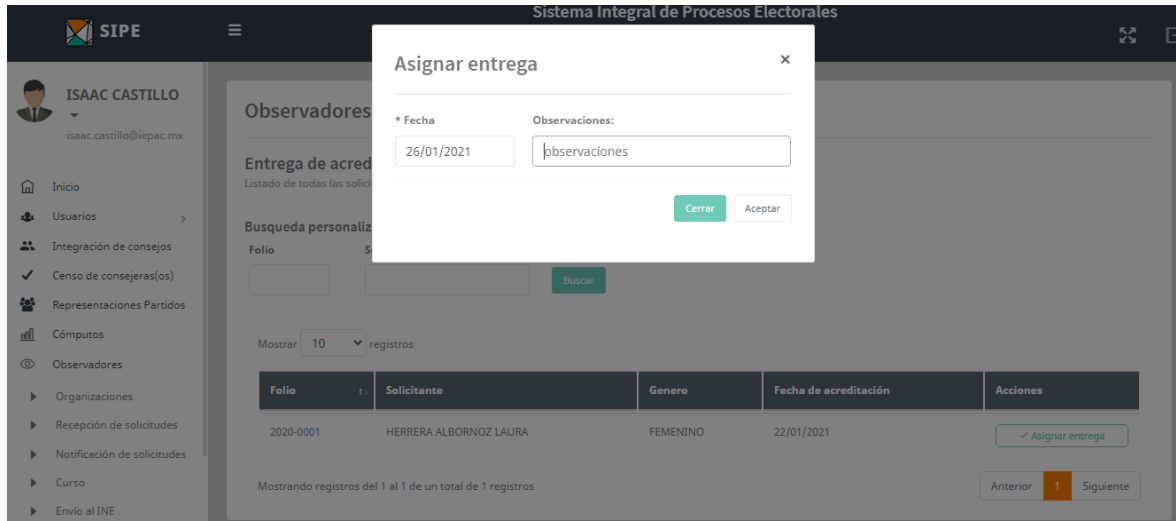 Sistema Integral de Procesos Electorales
SIPE
ISAAC CASTILLO
isaac.castillo@iepac.mx
Inicio
Usuarios
Integración de consejos
Censo de consejeras(os)
Representaciones Partidos
Cómputos
Observadores
Organizaciones
Recepción de solicitudes
Notificación de solicitudes
Curso
Envío al INE
Asignar entrega
×
* Fecha
Observaciones:
26/01/2021
observaciones
Cerrar
Aceptar
Observadores
Entrega de acred
Listado de todas las solici
Busqueda personaliz
Folio
Buscar
Mostrar 10 registros
Folio Solicitante Genero Fecha de acreditación Acciones
2020-0001 HERRERA ALBORNOZ LAURA FEMENINO 22/01/2021 Asignar entrega
Mostrando registros del 1 al 1 de un total de 1 registros
Anterior 1 Siguiente